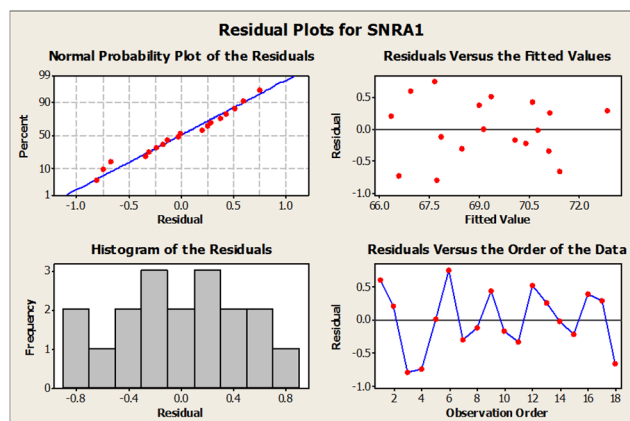 Residual Plots for SNRA1
Normal Probability Plot of the Residuals
Residuals Versus the Fitted Values
99
90
50
10
1
Percent
-1.0 -0.5 0.0 0.5 1.0
Residual
0.5
0.0
-0.5
-1.0
Residual
66.0 67.5 69.0 70.5 72.0
Fitted Value
Histogram of the Residuals
Residuals Versus the Order of the Data
3
2
1
0
Frequency
-0.8 -0.4 0.0 0.4 0.8
Residual
0.5
0.0
-0.5
-1.0
Residual
2 4 6 8 10 12 14 16 18
Observation Order